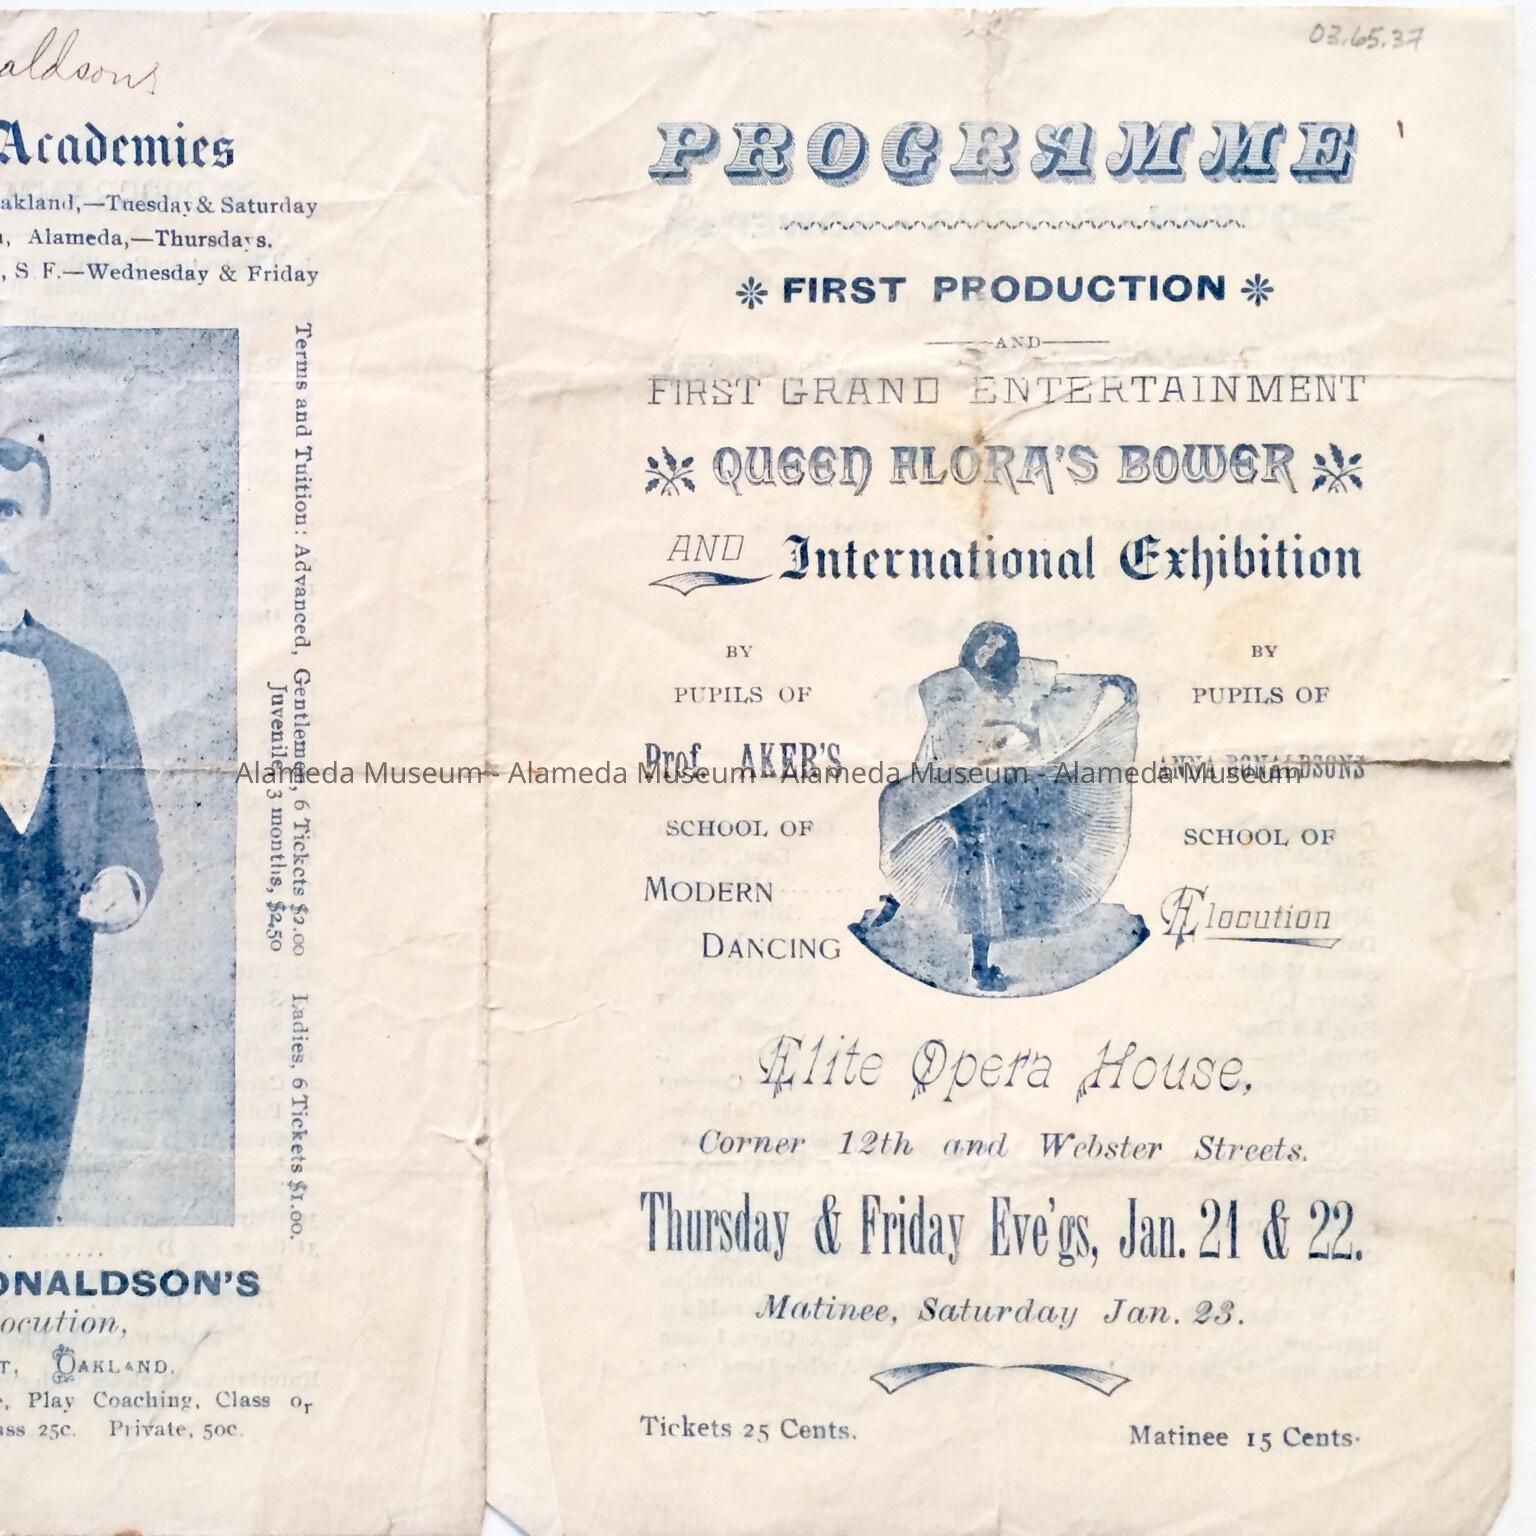 aldsons
Academies
akland,—Tuesday & Saturday
, Alameda,—Thursdays.
, S F.—Wednesday & Friday
Terms and Tuition: Advanced, Gentlemen, 6 Tickets $2.00 Ladies, 6 Tickets $1.00.
Juvenile, 3 months, $2.50
ONALDSON'S
ocution,
T, OAKLAND.
, Play Coaching, Class or
ass 25c. Private, 50c.
03.65.37
PROGRAMME
FIRST PRODUCTION
AND
FIRST GRAND ENTERTAINMENT
QUEEN ALORA'S BOWER
AND International Exhibition
BY
PUPILS OF
Prof. AKER'S
SCHOOL OF
MODERN
DANCING
BY
PUPILS OF
ANNA DONALDSONS
SCHOOL OF
Elocution
Elite Opera House,
Corner 12th and Webster Streets.
Thursday & Friday Eve'gs, Jan. 21 & 22.
Matinee, Saturday Jan. 23.
Tickets 25 Cents.
Matinee 15 Cents.
Alameda Museum - Alameda Museum - Alameda Museum - Alameda Museum